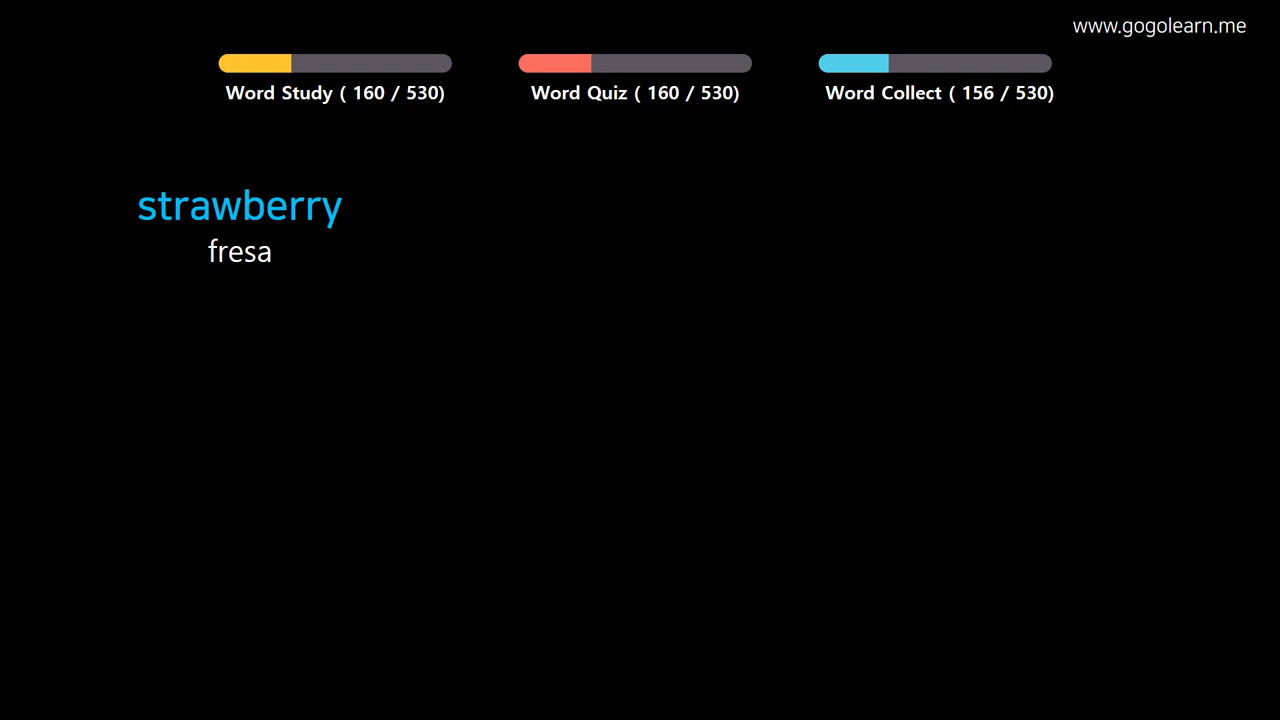 www.gogolearn.me
Word Study ( 160 / 530)
Word Quiz ( 160 / 530)
Word Collect ( 156 / 530)
strawberry
fresa